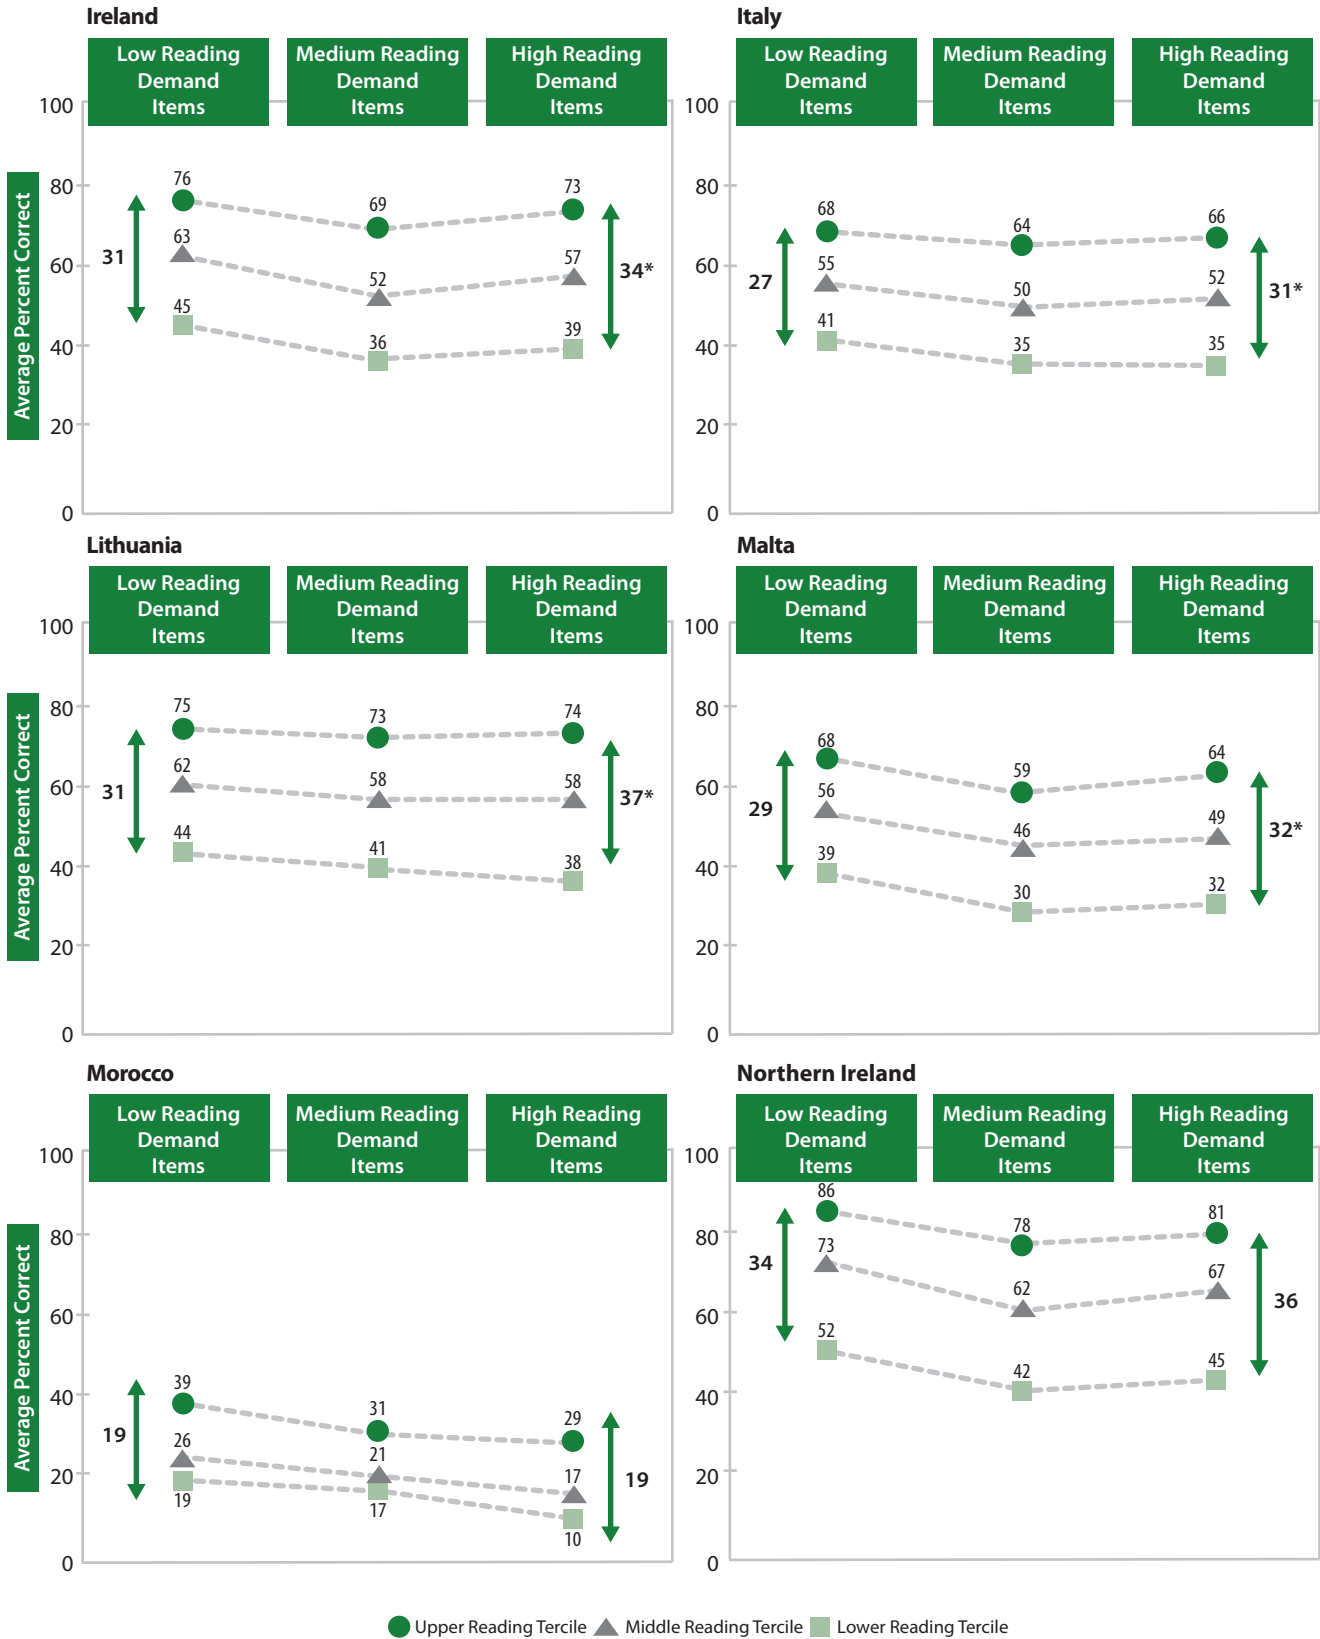 Ireland
Low Reading
Demand
Items
Medium Reading
Demand
Items
High Reading
Demand
Items
Average Percent Correct
100
80
60
40
20
0
31
76
63
45
69
52
36
73
57
39
34*
Italy
Low Reading
Demand
Items
Medium Reading
Demand
Items
High Reading
Demand
Items
100
80
60
40
20
0
27
68
55
41
64
50
35
66
52
35
31*
Lithuania
Low Reading
Demand
Items
Medium Reading
Demand
Items
High Reading
Demand
Items
Average Percent Correct
100
80
60
40
20
0
31
75
62
44
73
58
41
74
58
38
37*
Malta
Low Reading
Demand
Items
Medium Reading
Demand
Items
High Reading
Demand
Items
100
80
60
40
20
0
29
68
56
39
59
46
30
64
49
32
32*
Morocco
Low Reading
Demand
Items
Medium Reading
Demand
Items
High Reading
Demand
Items
Average Percent Correct
100
80
60
40
20
0
19
39
26
19
31
21
17
29
17
10
19
Northern Ireland
Low Reading
Demand
Items
Medium Reading
Demand
Items
High Reading
Demand
Items
100
80
60
40
20
0
34
86
73
52
78
62
42
81
67
45
36
Upper Reading Tercile Middle Reading Tercile Lower Reading Tercile